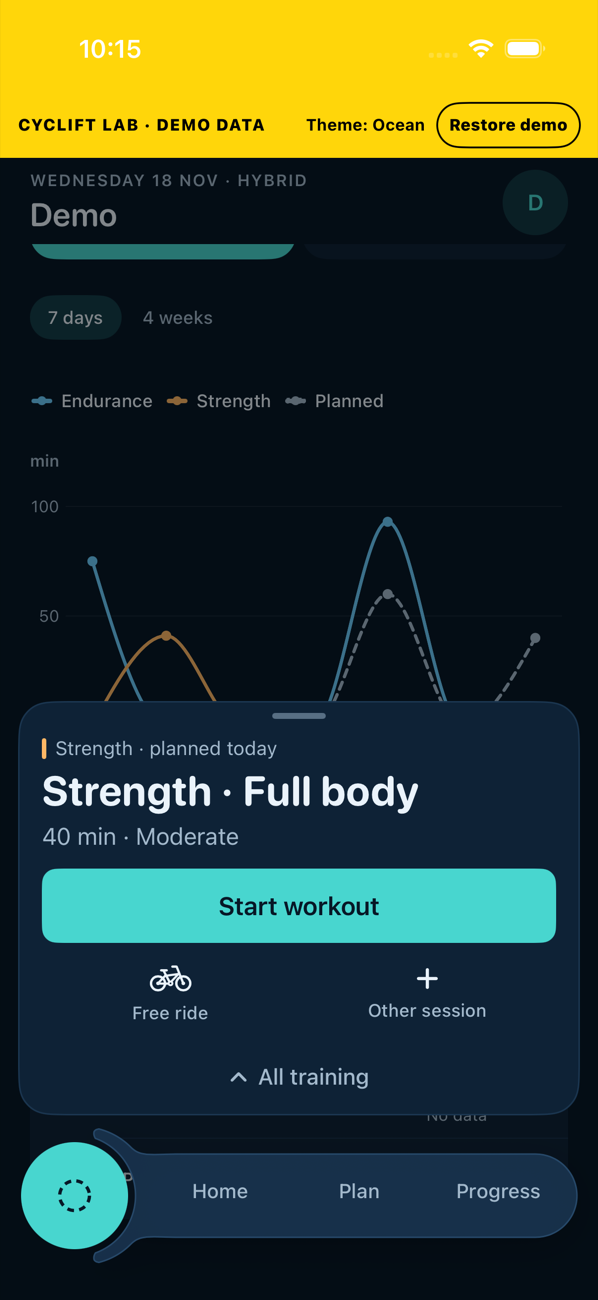 10:15
CYCLIFT LAB · DEMO DATA
Theme: Ocean
Restore demo
WEDNESDAY 18 NOV · HYBRID
Demo
D
7 days
4 weeks
Endurance
Strength
Planned
min
100
50
Strength · planned today
Strength · Full body
40 min · Moderate
Start workout
Free ride
Other session
All training
No data
Home
Plan
Progress